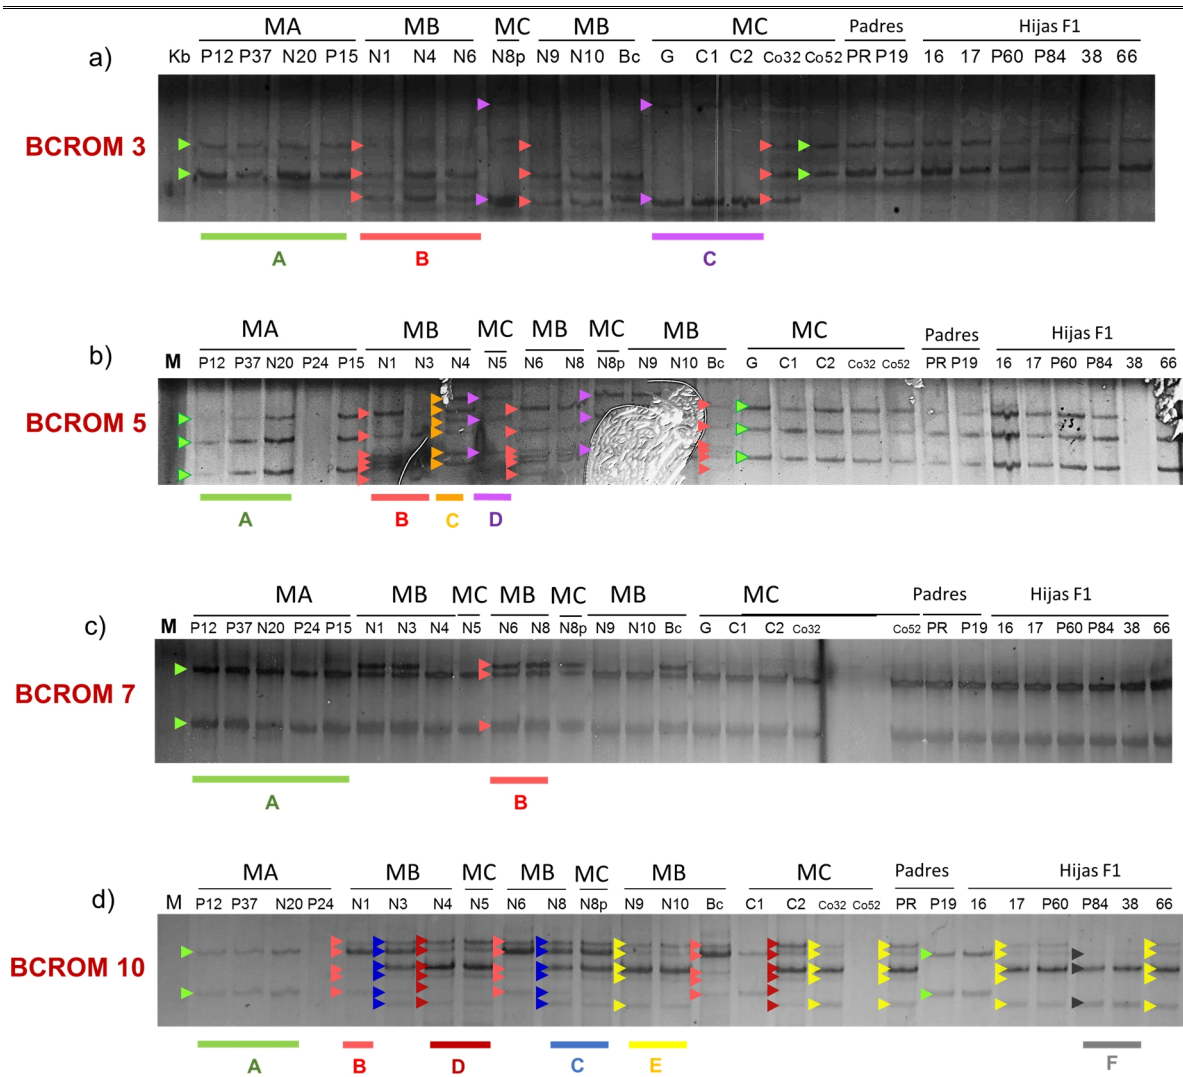 MA MB MC MB MC Padres Hijas F1
a) Kb P12 P37 N20 P15 N1 N4 N6 N8p N9 N10 Bc G C1 C2 Co32 Co52 PR P19 16 17 P60 P84 38 66
BCROM 3
A B C
MA MB MC MB MC MB MC Padres Hijas F1
b) M P12 P37 N20 P24 P15 N1 N3 N4 N5 N6 N8 N8p N9 N10 Bc G C1 C2 Co32 Co52 PR P19 16 17 P60 P84 38 66
BCROM 5
A B C D
MA MB MC MB MC MB MC Padres Hijas F1
c) M P12 P37 N20 P24 P15 N1 N3 N4 N5 N6 N8 N8p N9 N10 Bc G C1 C2 Co32 Co52 PR P19 16 17 P60 P84 38 66
BCROM 7
A B
MA MB MC MB MC MB MC Padres Hijas F1
d) M P12 P37 N20 P24 N1 N3 N4 N5 N6 N8 N8p N9 N10 Bc C1 C2 Co32 Co52 PR P19 16 17 P60 P84 38 66
BCROM 10
A B D C E F